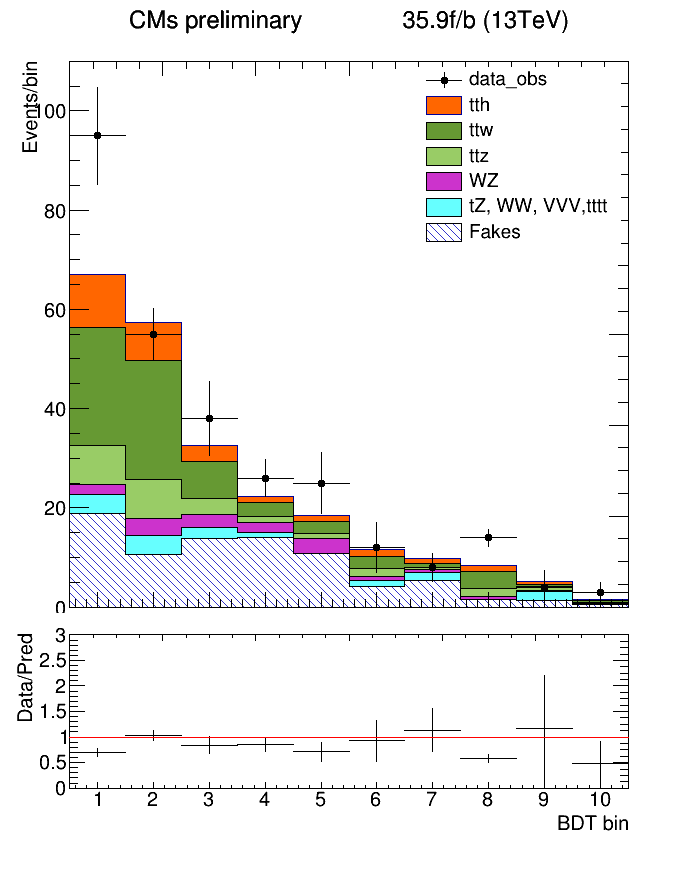 CMs preliminary 35.9f/b (13TeV)
Events/bin
00
80
60
40
20
0
data_obs
tth
ttw
ttz
WZ
tZ, WW, VVV,tttt
Fakes
Data/Pred
3
2.5
2
1.5
1
0.5
0
1 2 3 4 5 6 7 8 9 10
BDT bin